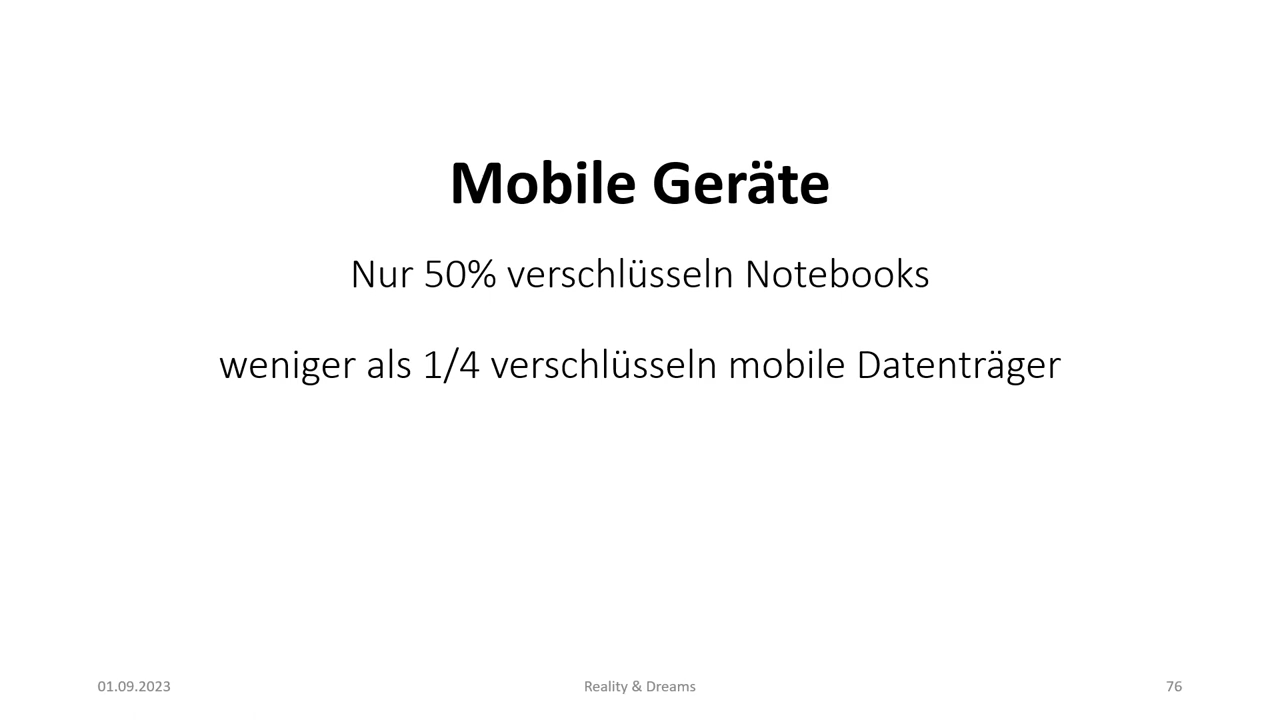 Mobile Geräte
Nur 50% verschlüsseln Notebooks
weniger als 1/4 verschlüsseln mobile Datenträger
01.09.2023
Reality & Dreams
76